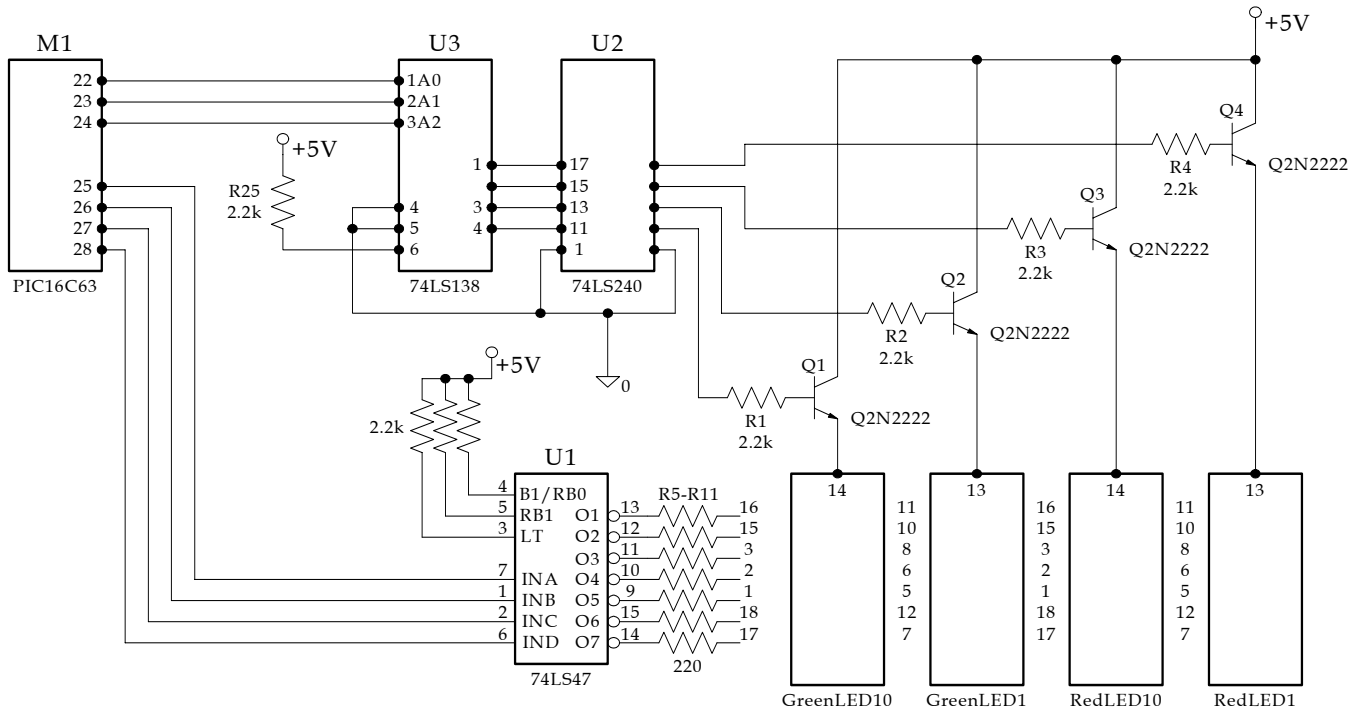 +5V
M1
U3
U2
22
1A0
23
2A1
24
3A2
Q4
+5V
R4
2.2k
Q2N2222
1
17
25
R25
2.2k
15
26
4
3
13
Q3
27
5
4
11
R3
2.2k
28
6
1
Q2N2222
PIC16C63
74LS138
74LS240
Q2
R2
2.2k
Q2N2222
+5V
Q1
0
R1
2.2k
Q2N2222
2.2k
U1
4
B1/RB0
R5-R11
14
13
14
13
5
RB1
O1
13
16
11
16
11
3
LT
O2
12
15
10
15
10
O3
11
3
8
3
8
7
INA
O4
10
2
6
2
6
1
INB
O5
9
1
5
1
5
2
INC
O6
15
18
12
18
12
6
IND
O7
14
17
7
17
7
220
74LS47
GreenLED10
GreenLED1
RedLED10
RedLED1